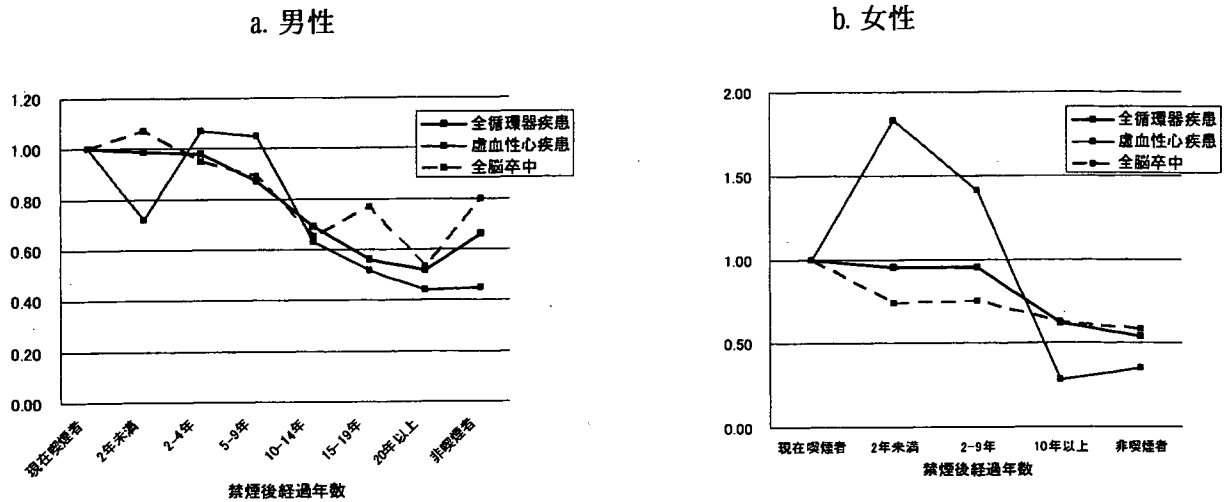 a. 男性
1.20
1.00
0.80
0.60
0.40
0.20
0.00
全循環器疾患
虚血性心疾患
全脳卒中
現在喫煙者
2年未満
2-4年
5-9年
10-14年
15-19年
20年以上
非喫煙者
禁煙後経過年数
b. 女性
2.00
1.50
1.00
0.50
0.00
全循環器疾患
虚血性心疾患
全脳卒中
現在喫煙者 2年未満 2-9年 10年以上 非喫煙者
禁煙後経過年数